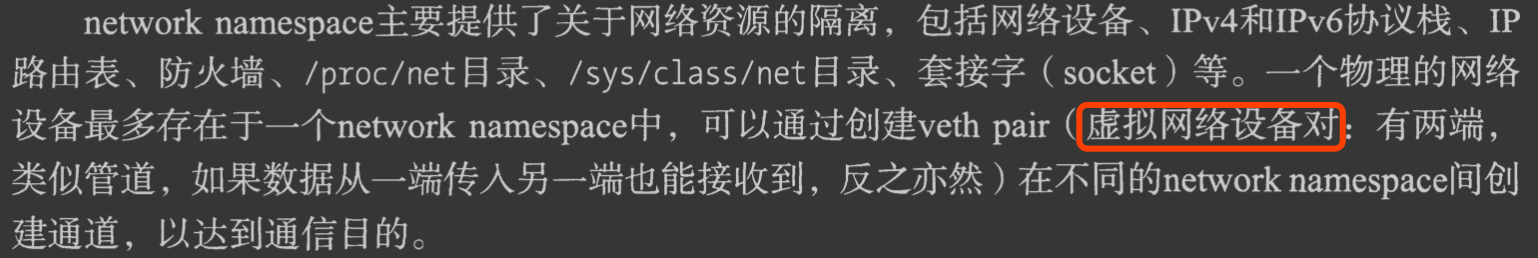 network namespace主要提供了关于网络资源的隔离，包括网络设备、IPv4和IPv6协议栈、IP
路由表、防火墙、/proc/net目录、/sys/class/net目录、套接字（socket）等。一个物理的网络
设备最多存在于一个network namespace中，可以通过创建veth pair（虚拟网络设备对：有两端，
类似管道，如果数据从一端传入另一端也能接收到，反之亦然）在不同的network namespace间创
建通道，以达到通信目的。